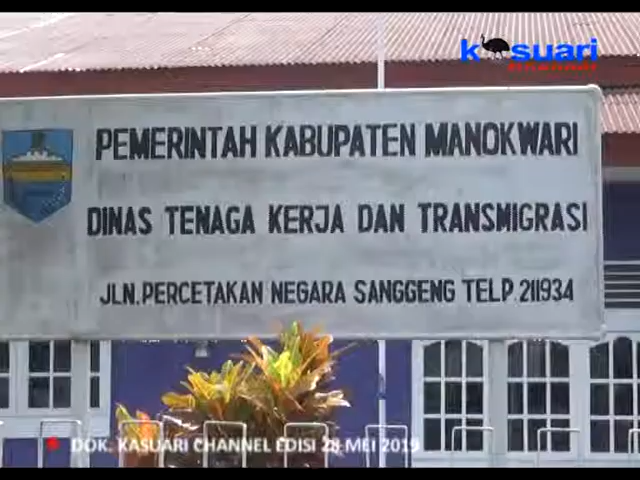 kasuari
channel
PEMERINTAH KABUPATEN MANOKWARI
DINAS TENAGA KERJA DAN TRANSMIGRASI
JLN.PERCETAKAN NEGARA SANGGENG TELP.211934
DOK. KASUARI CHANNEL EDISI 28 MEI 2019